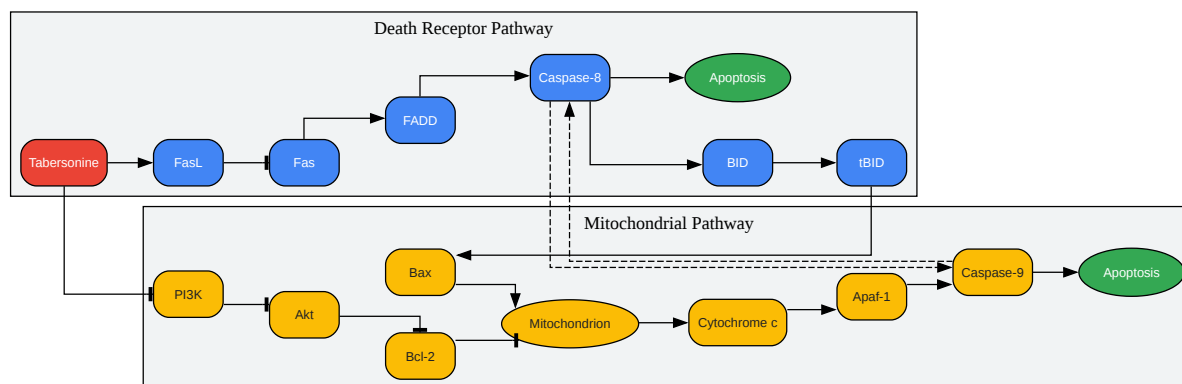 Death Receptor Pathway
Caspase-8
Apoptosis
FADD
Tabersonine
FasL
Fas
BID
tBID
Mitochondrial Pathway
Bax
Caspase-9
Apoptosis
PI3K
Akt
Mitochondrion
Cytochrome c
Apaf-1
Bcl-2